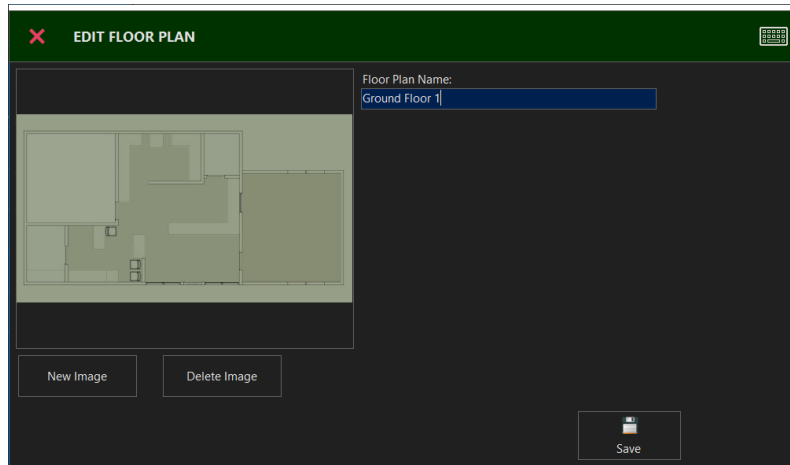 EDIT FLOOR PLAN
Floor Plan Name:
Ground Floor 1
New Image
Delete Image
Save